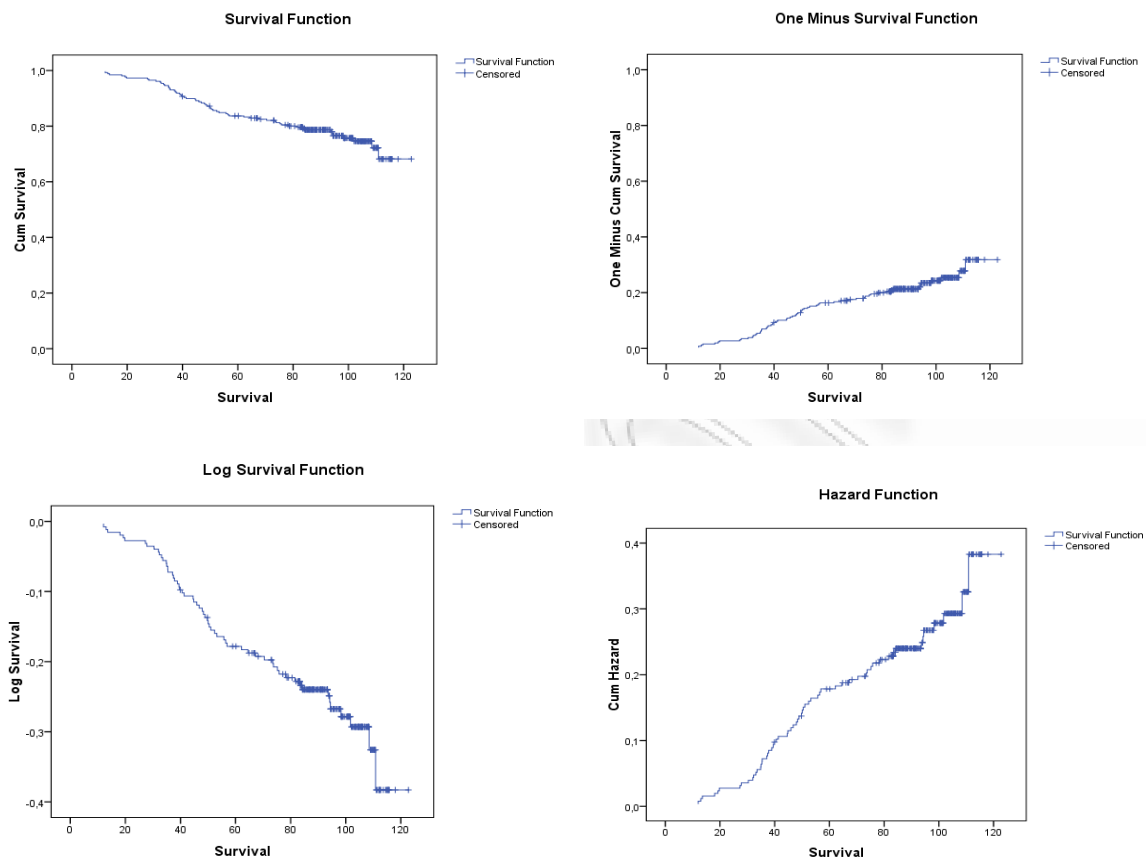 Survival Function
Cum Survival
1,0
0,8
0,6
0,4
0,2
0,0
0 20 40 60 80 100 120
Survival
Survival Function
Censored
One Minus Survival Function
One Minus Cum Survival
1,0
0,8
0,6
0,4
0,2
0,0
0 20 40 60 80 100 120
Survival
Survival Function
Censored
Log Survival Function
Log Survival
0,0
-0,1
-0,2
-0,3
-0,4
0 20 40 60 80 100 120
Survival
Survival Function
Censored
Hazard Function
Cum Hazard
0,4
0,3
0,2
0,1
0,0
0 20 40 60 80 100 120
Survival
Survival Function
Censored